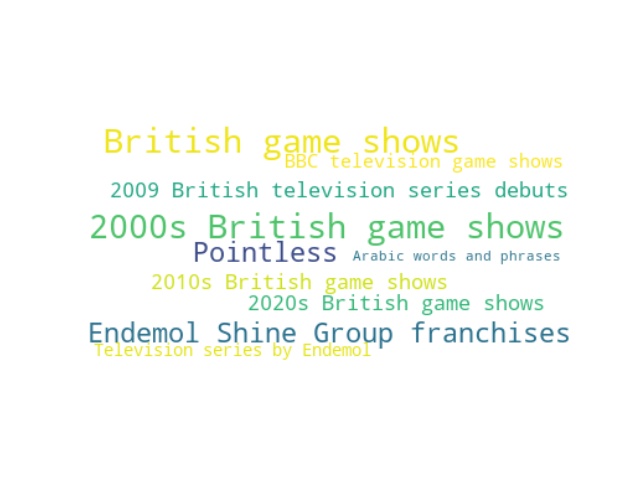 British game shows
BBC television game shows
2009 British television series debuts
2000s British game shows
Pointless
Arabic words and phrases
2010s British game shows
2020s British game shows
Endemol Shine Group franchises
Television series by Endemol